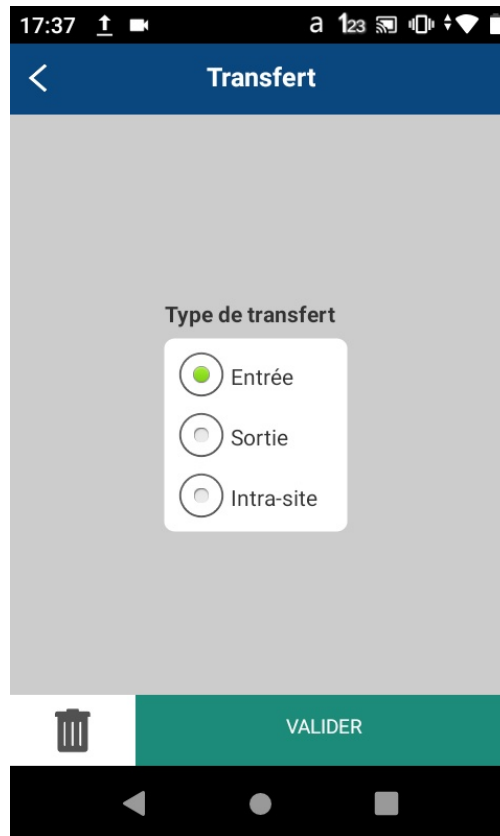 17:37 a 123
Transfert
Type de transfert
Entrée
Sortie
Intra-site
VALIDER